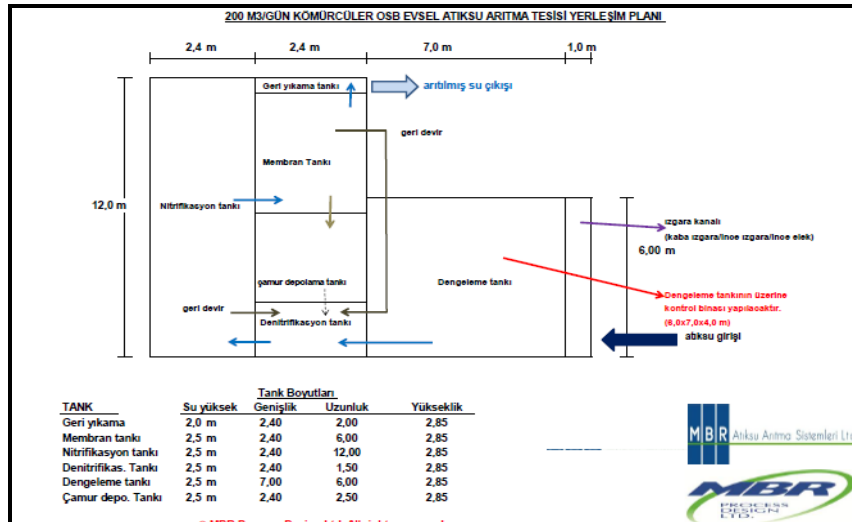 200 M3/GÜN KÖMÜRCÜLER OSB EVSEL ATIKSU ARITMA TESİSİ YERLEŞİM PLANI
2,4 m 2,4 m 7,0 m 1,0 m
Geri yıkama tankı
arıtılmış su çıkışı
geri devir
Membran Tankı
12,0 m
Nitrifikasyon tankı
ızgara kanalı
(kaba ızgara/ince ızgara/ince elek)
6,00 m
çamur depolama tankı
Dengeleme tankı
Dengeleme tankının üzerine
kontrol binası yapılacaktır.
(6,0x7,0x4,0 m)
geri devir
Denitrifikasyon tankı
atıksu girişi
Tank Boyutları
TANK Su yüksek Genişlik Uzunluk Yükseklik
Geri yıkama 2,0 m 2,40 2,00 2,85
Membran tankı 2,5 m 2,40 6,00 2,85
Nitrifikasyon tankı 2,5 m 2,40 12,00 2,85
Denitrifikas. Tankı 2,5 m 2,40 1,50 2,85
Dengeleme tankı 2,5 m 7,00 6,00 2,85
Çamur depo. Tankı 2,5 m 2,40 2,50 2,85
MBR Atıksu Arıtma Sistemleri Ltd
MBR
PROCESS
DESIGN
LTD.